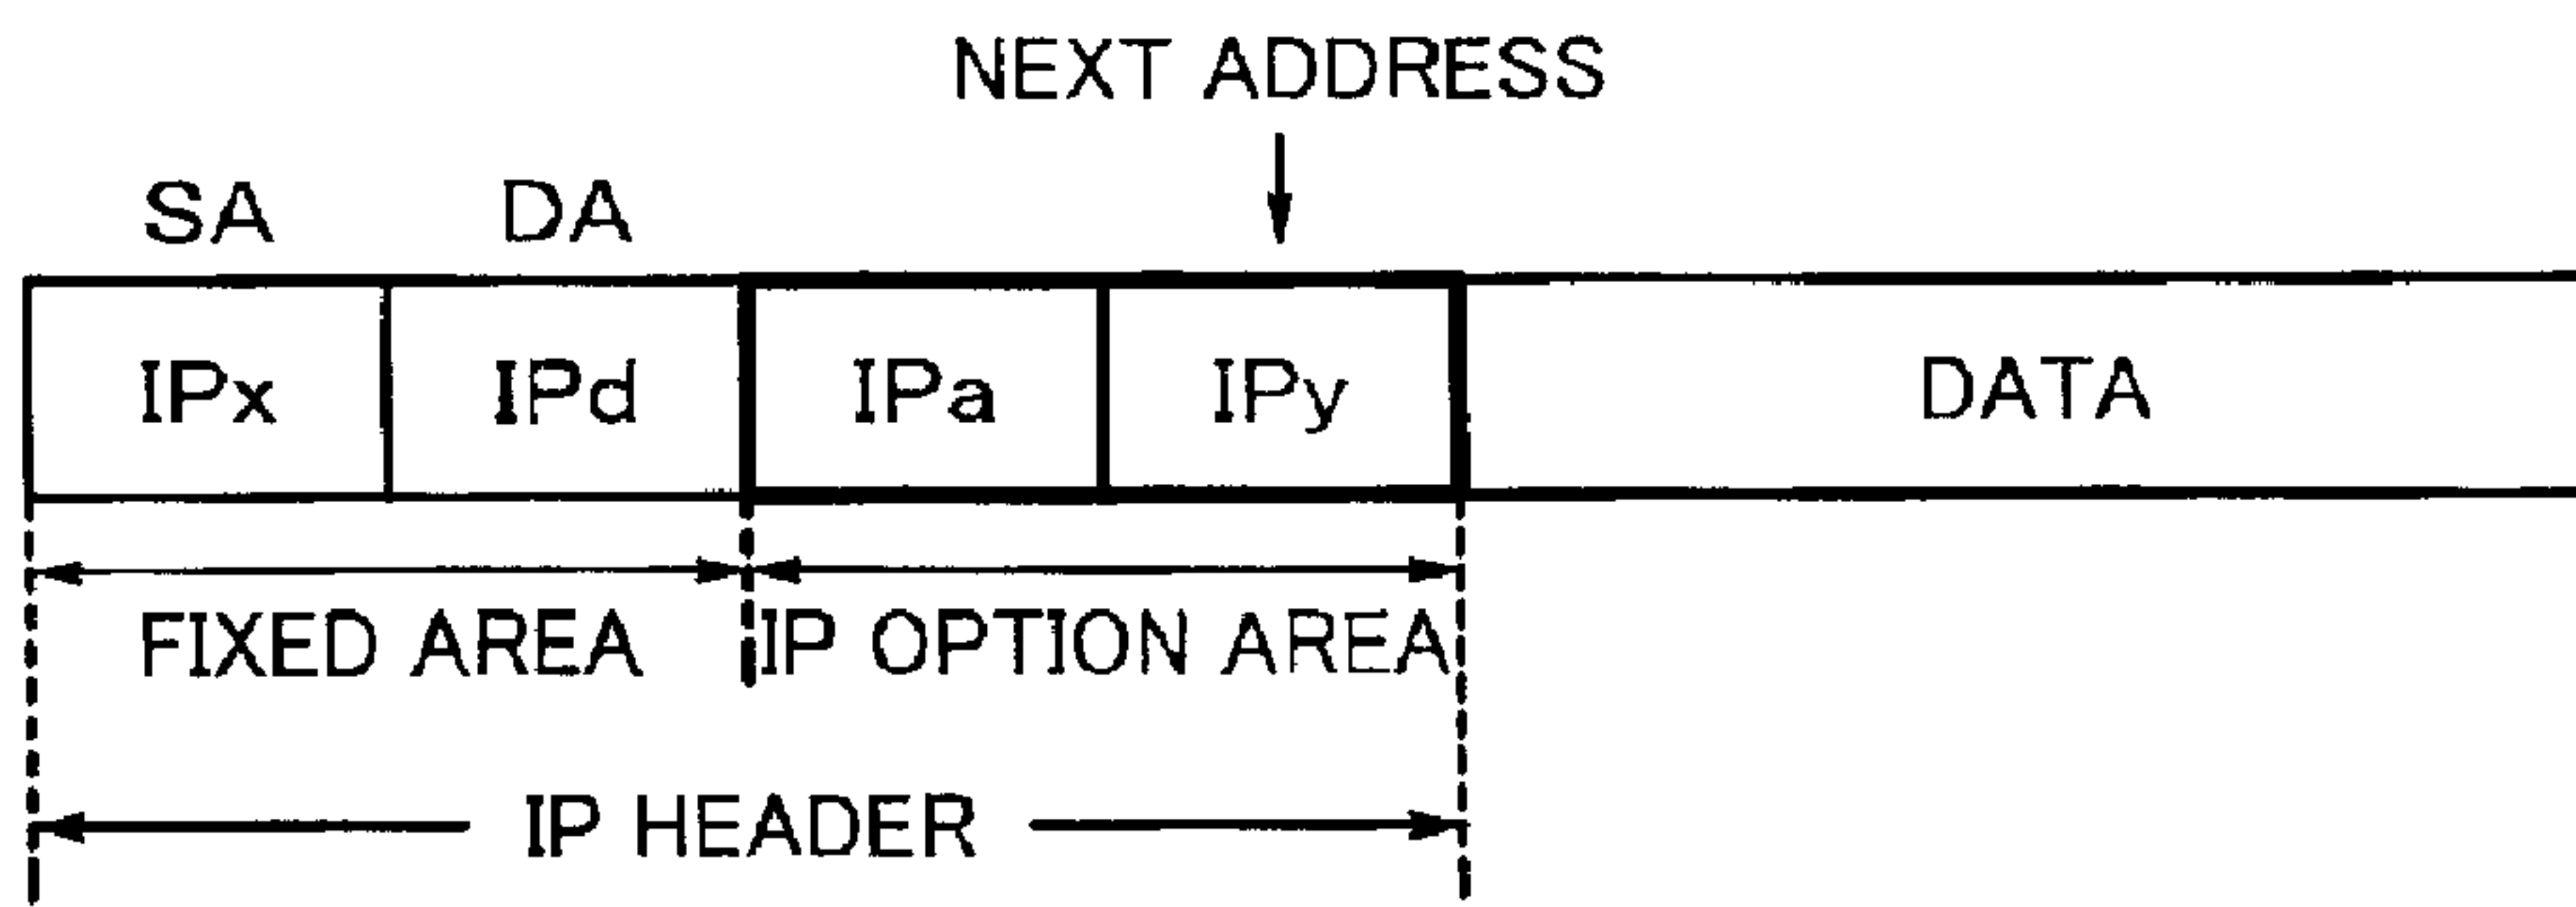 NEXT ADDRESS
SA DA
IPx IPd IPa IPy DATA
FIXED AREA IP OPTION AREA
IP HEADER